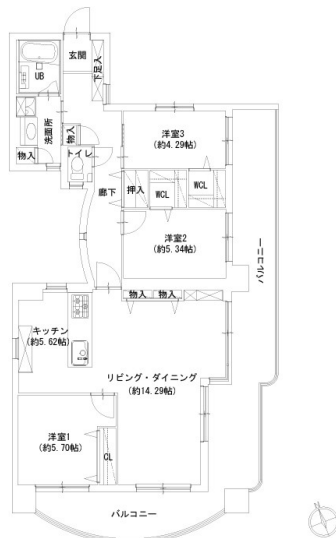 玄関
下足入
UB
洗面所
物入
物入
トイレ
洋室3
(約4.29帖)
廊下
押入
WCL
WCL
洋室2
(約5.34帖)
バルコニー
物入
物入
キッチン
(約5.62帖)
リビング・ダイニング
(約14.29帖)
洋室1
(約5.70帖)
CL
バルコニー